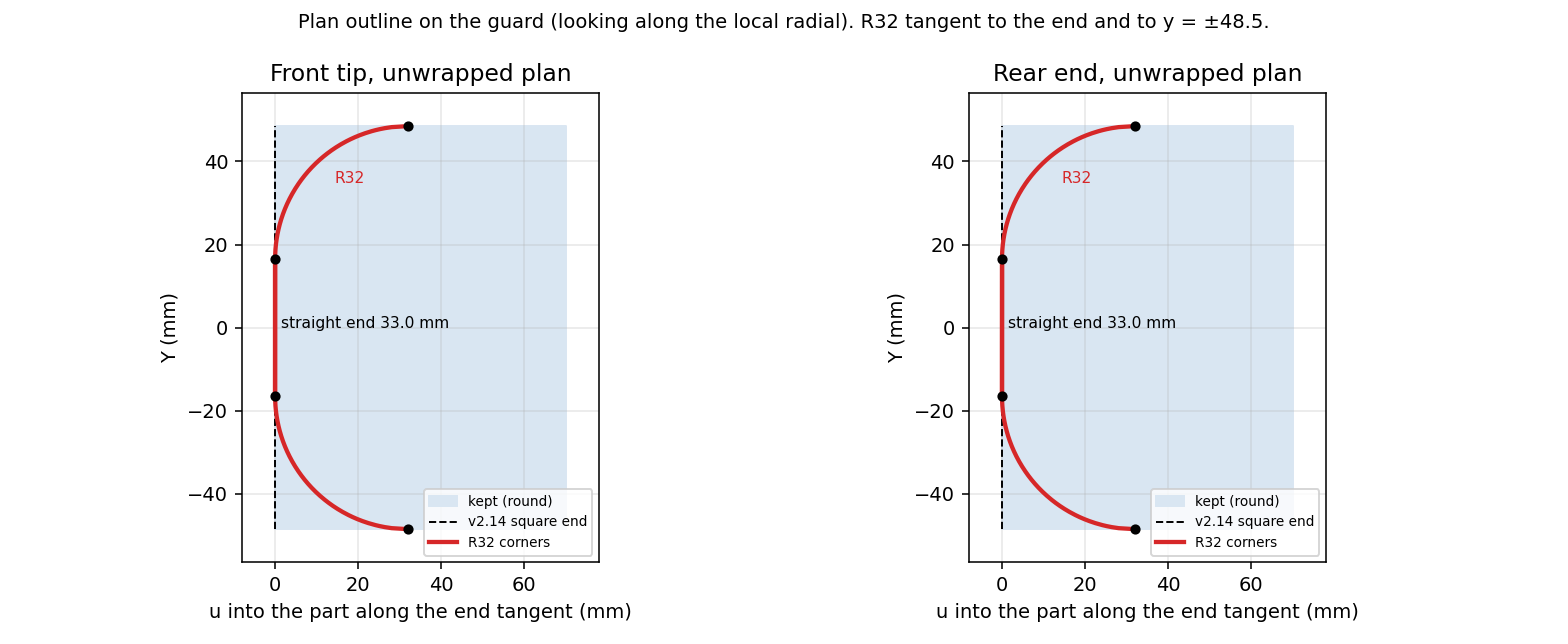 Plan outline on the guard (looking along the local radial). R32 tangent to the end and to y = ±48.5.
Front tip, unwrapped plan
Y (mm)
40
20
0
−20
−40
R32
straight end 33.0 mm
kept (round)
v2.14 square end
R32 corners
0 20 40 60
u into the part along the end tangent (mm)
Rear end, unwrapped plan
Y (mm)
40
20
0
−20
−40
R32
straight end 33.0 mm
kept (round)
v2.14 square end
R32 corners
0 20 40 60
u into the part along the end tangent (mm)